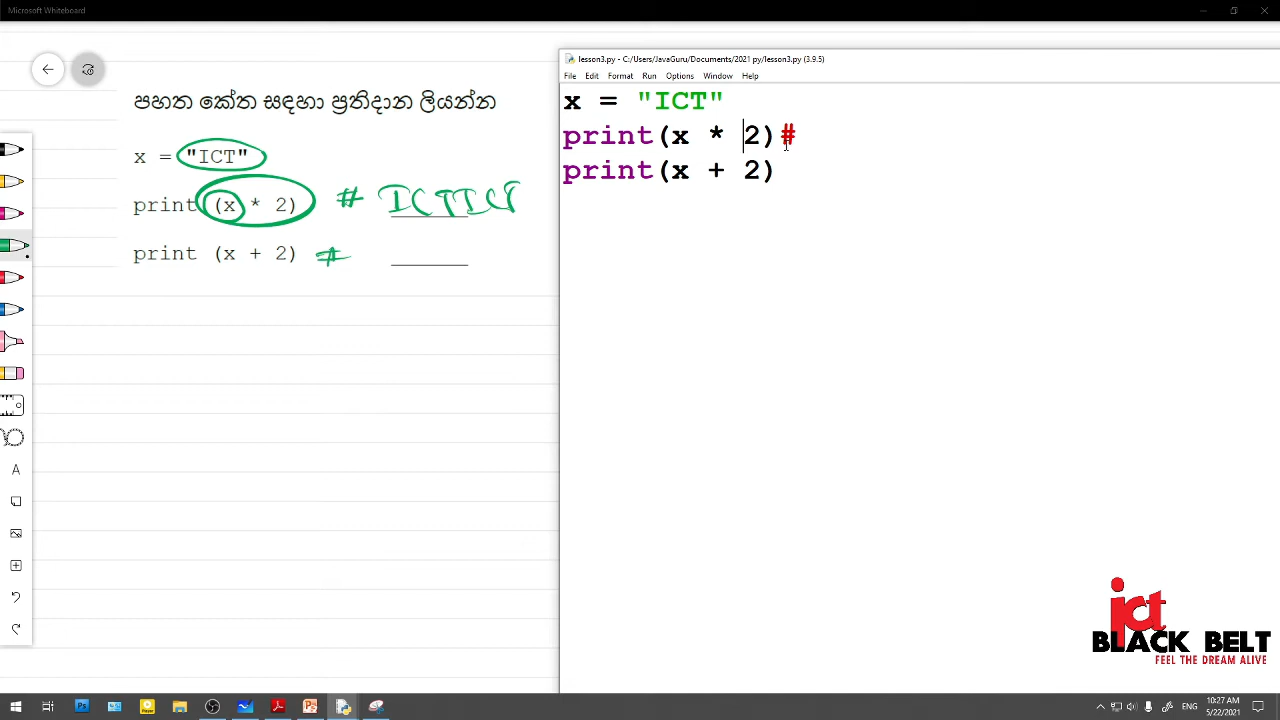 Microsoft Whiteboard
පහත කේත සඳහා ප්‍රතිදාන ලියන්න
x = "ICT"
print (x * 2) # ICTICT
print (x + 2) #
lesson3.py - C:/Users/JavaGuru/Documents/2021 py/lesson3.py (3.9.5)
File Edit Format Run Options Window Help
x = "ICT"
print(x * 2)#
print(x + 2)
ict
BLACK BELT
FEEL THE DREAM ALIVE
10:27 AM
5/22/2021